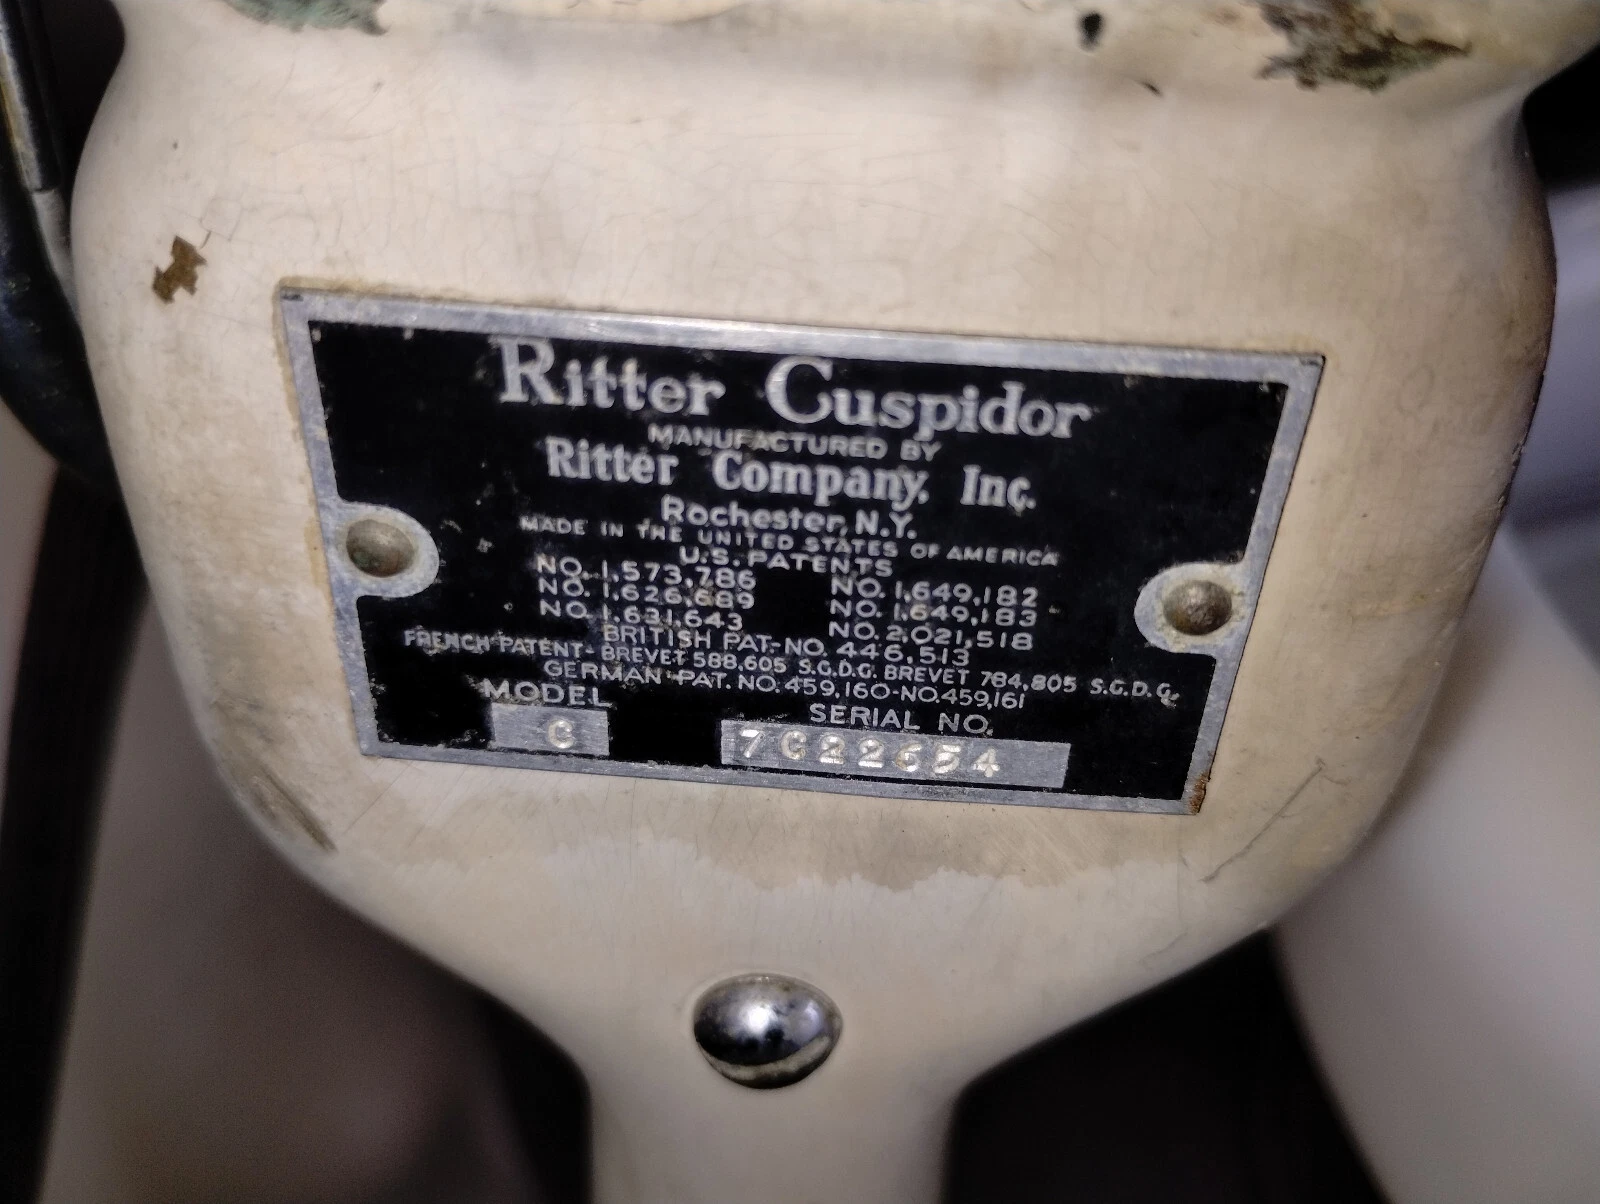 Ritter Cuspidor
MANUFACTURED BY
Ritter Company, Inc.
Rochester, N.Y.
MADE IN THE UNITED STATES OF AMERICA
U.S. PATENTS
NO. 1,573,786 NO. 1,649,182
NO. 1,626,689 NO. 1,649,183
NO. 1,631,643 NO. 2,021,518
BRITISH PAT.-NO. 446,513
FRENCH PATENT- BREVET 588,605 S.G.D.G. BREVET 784,805 S.G.D.G.
GERMAN PAT. NO. 459,160-NO. 459,161
MODEL SERIAL NO.
C 7C22654